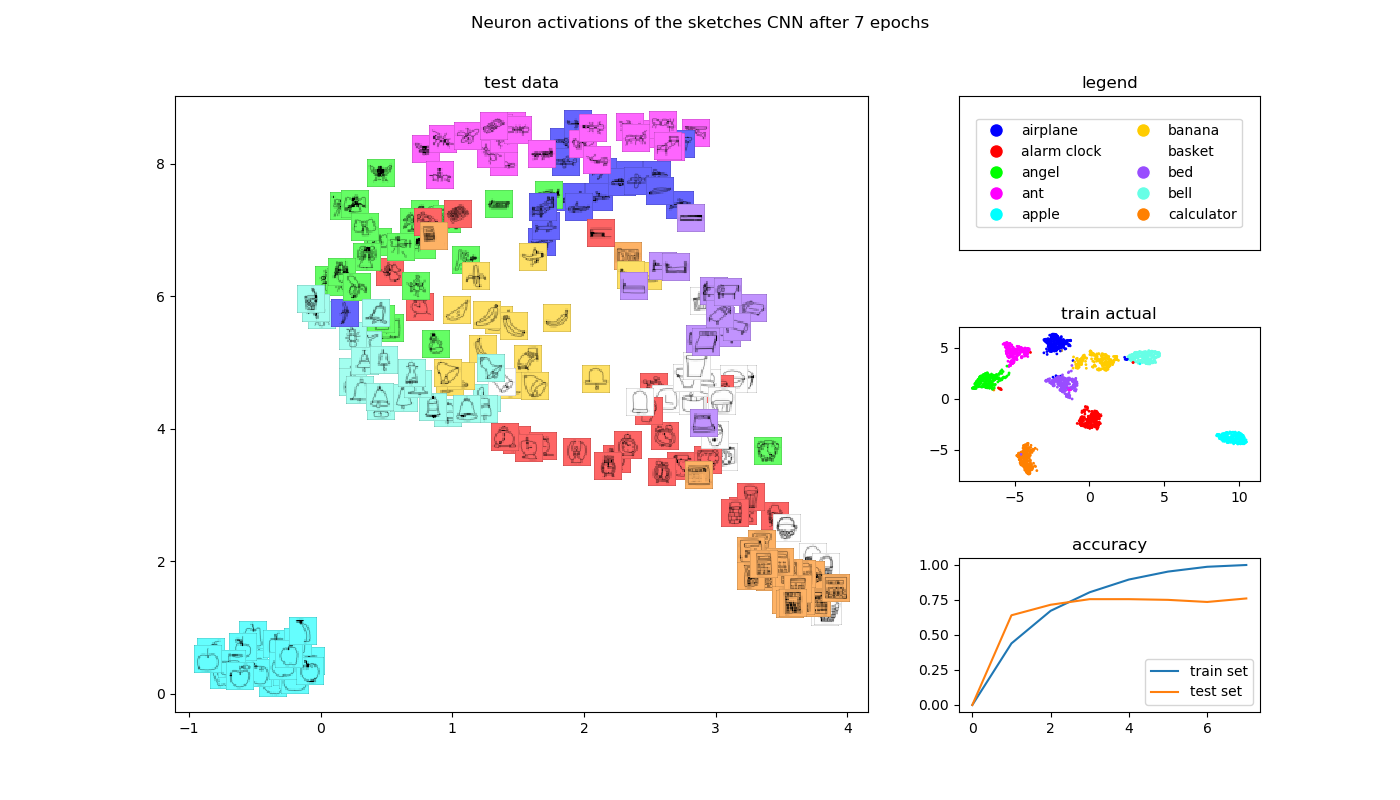 Neuron activations of the sketches CNN after 7 epochs
test data
8
6
4
2
0
−1
0
1
2
3
4
legend
airplane
alarm clock
angel
ant
apple
banana
basket
bed
bell
calculator
train actual
5
0
−5
−5
0
5
10
accuracy
1.00
0.75
0.50
0.25
0.00
train set
test set
0
2
4
6